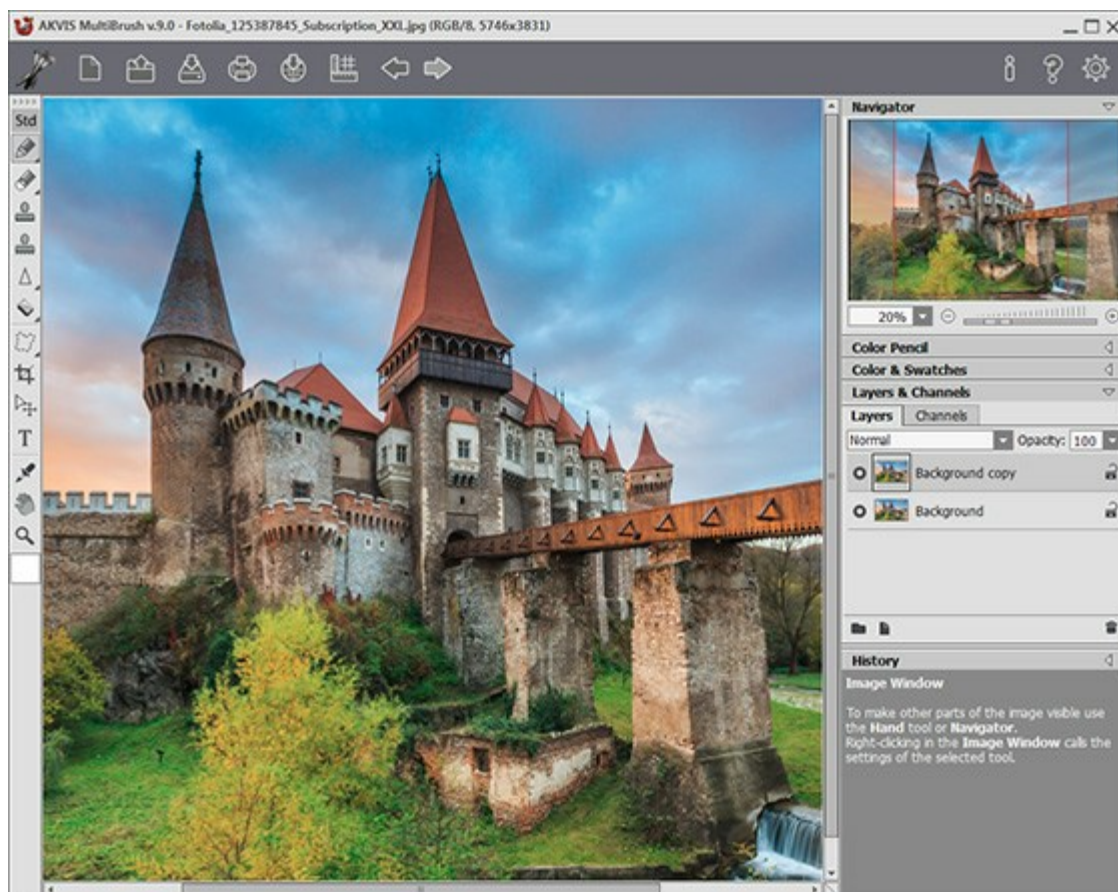 AKVIS MultiBrush v.9.0 - Fotolia_125387845_Subscription_XXL.jpg (RGB/8, 5746x3831)
Std
T
Navigator
20%
Color Pencil
Color & Swatches
Layers & Channels
Layers Channels
Normal Opacity: 100
Background copy
Background
History
Image Window
To make other parts of the image visible use
the Hand tool or Navigator.
Right-clicking in the Image Window calls the
settings of the selected tool.